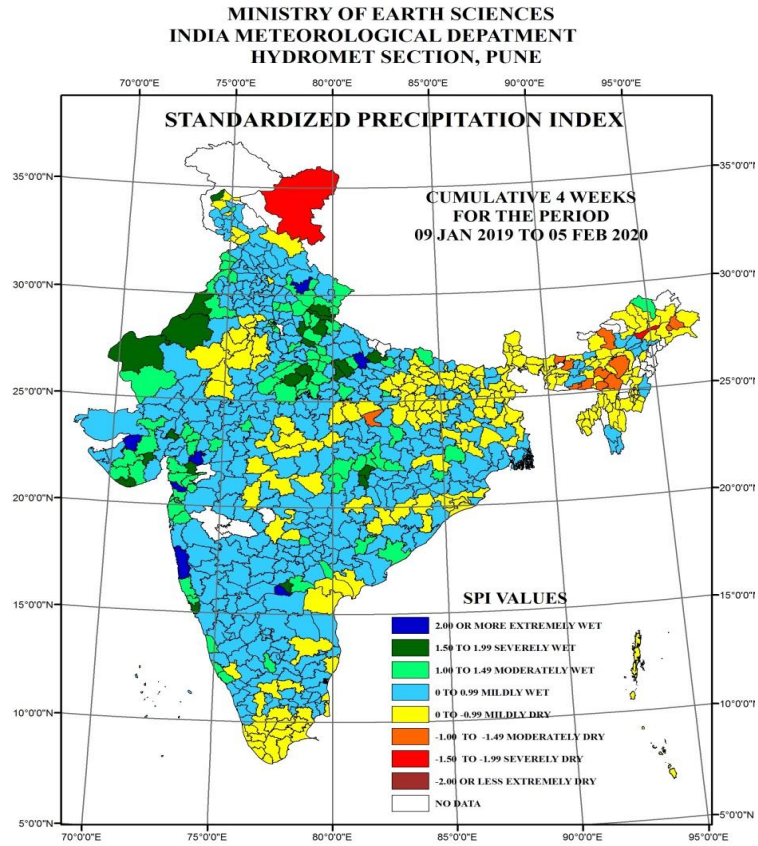 MINISTRY OF EARTH SCIENCES
INDIA METEOROLOGICAL DEPATMENT
HYDROMET SECTION, PUNE
70°0'0"E 75°0'0"E 80°0'0"E 85°0'0"E 90°0'0"E 95°0'0"E
STANDARDIZED PRECIPITATION INDEX
35°0'0"N 35°0'0"N
CUMULATIVE 4 WEEKS
FOR THE PERIOD
09 JAN 2019 TO 05 FEB 2020
30°0'0"N 30°0'0"N
25°0'0"N 25°0'0"N
20°0'0"N 20°0'0"N
15°0'0"N 15°0'0"N
SPI VALUES
2.00 OR MORE EXTREMELY WET
1.50 TO 1.99 SEVERELY WET
1.00 TO 1.49 MODERATELY WET
0 TO 0.99 MILDLY WET
10°0'0"N 10°0'0"N
0 TO -0.99 MILDLY DRY
-1.00 TO -1.49 MODERATELY DRY
-1.50 TO -1.99 SEVERELY DRY
-2.00 OR LESS EXTREMELY DRY
NO DATA
5°0'0"N 5°0'0"N
70°0'0"E 75°0'0"E 80°0'0"E 85°0'0"E 90°0'0"E 95°0'0"E